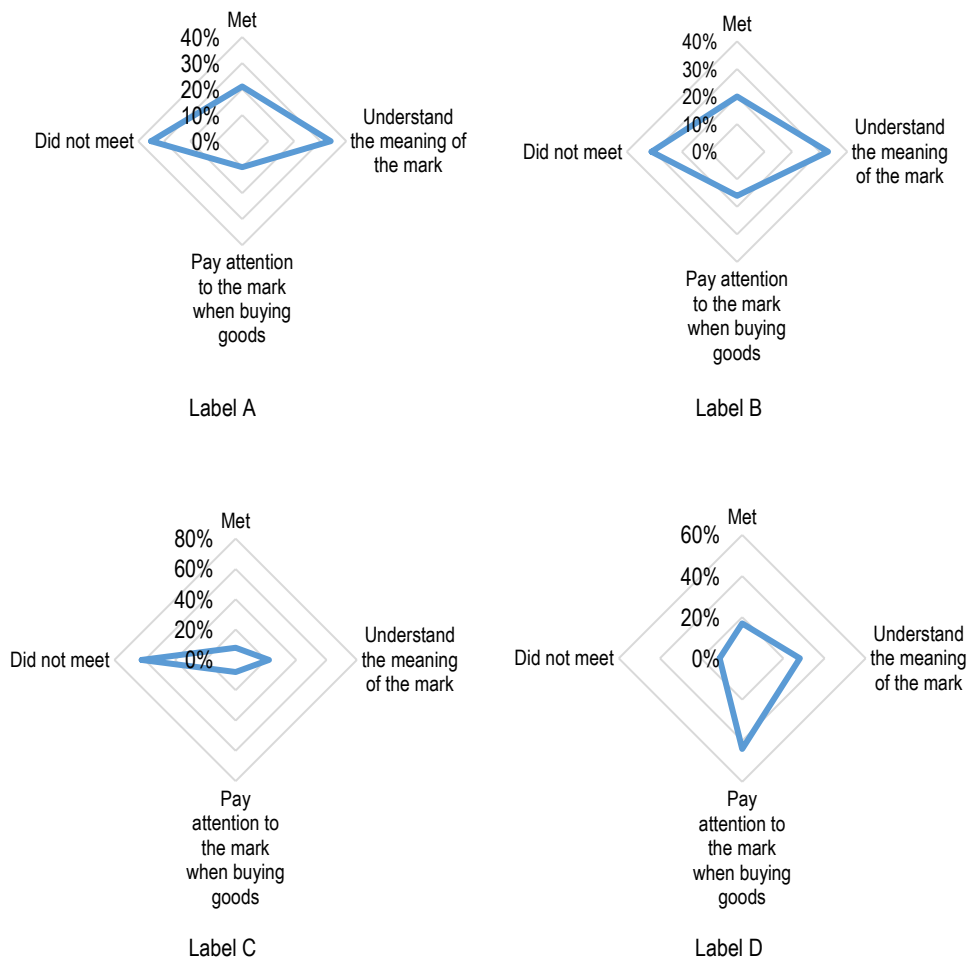 Met
40%
30%
20%
10%
0%
Did not meet
Understand
the meaning of
the mark
Pay attention
to the mark
when buying
goods
Label A
Met
40%
30%
20%
10%
0%
Did not meet
Understand
the meaning
of the mark
Pay attention
to the mark
when buying
goods
Label B
Met
80%
60%
40%
20%
0%
Did not meet
Understand
the meaning
of the mark
Pay
attention to
the mark
when buying
goods
Label C
Met
60%
40%
20%
0%
Did not meet
Understand
the meaning
of the mark
Pay
attention to
the mark
when buying
goods
Label D